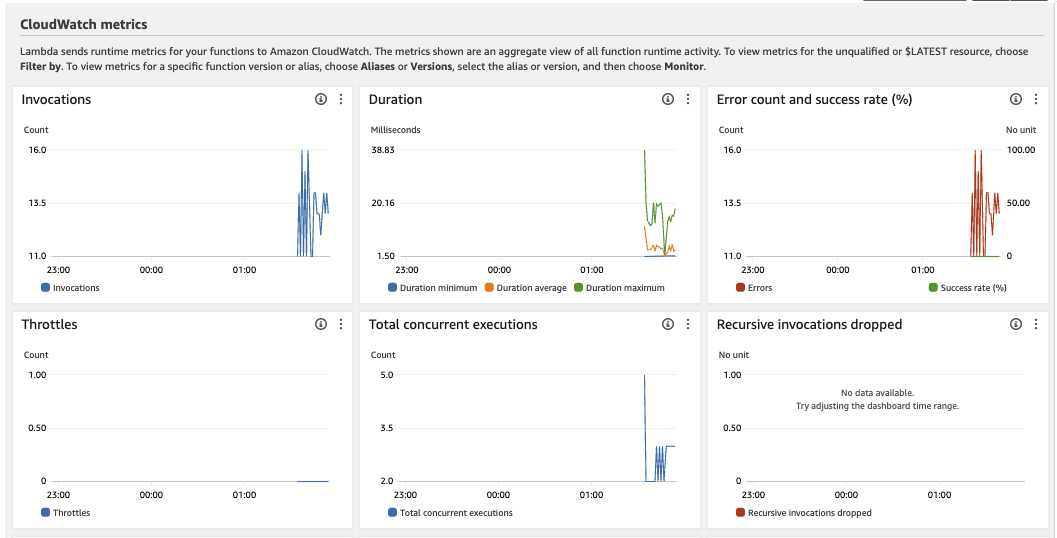 CloudWatch metrics
Lambda sends runtime metrics for your functions to Amazon CloudWatch. The metrics shown are an aggregate view of all function runtime activity. To view metrics for the unqualified or $LATEST resource, choose
Filter by. To view metrics for a specific function version or alias, choose Aliases or Versions, select the alias or version, and then choose Monitor.
Invocations
Count
16.0
13.5
11.0
23:00 00:00 01:00
Invocations
Duration
Milliseconds
38.83
20.16
1.50
23:00 00:00 01:00
Duration minimum Duration average Duration maximum
Error count and success rate (%)
Count No unit
16.0 100.00
13.5 50.00
11.0 0
23:00 00:00 01:00
Errors Success rate (%)
Throttles
Count
1.00
0.50
0
23:00 00:00 01:00
Throttles
Total concurrent executions
Count
5.0
3.5
2.0
23:00 00:00 01:00
Total concurrent executions
Recursive invocations dropped
No unit
1.00
No data available.
Try adjusting the dashboard time range.
0.50
0
23:00 00:00 01:00
Recursive invocations dropped